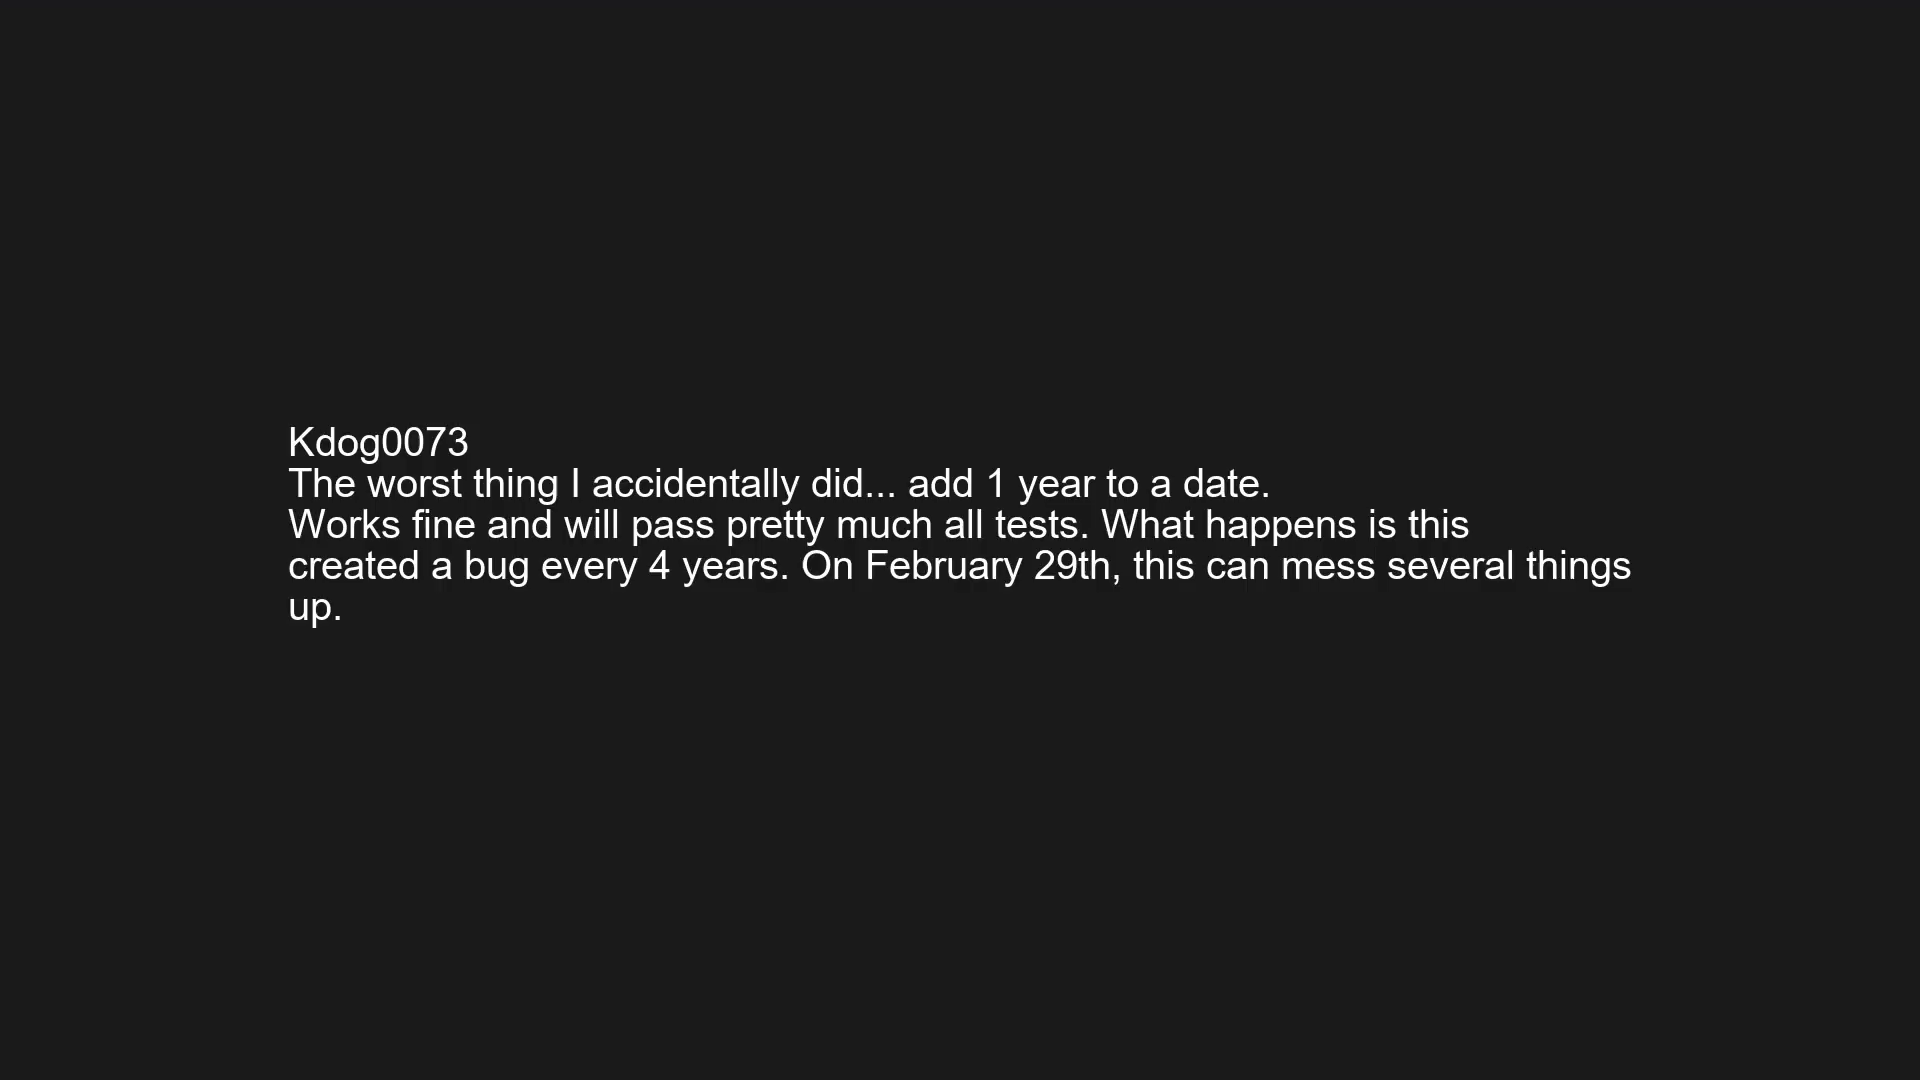 Kdog0073
The worst thing I accidentally did... add 1 year to a date.
Works fine and will pass pretty much all tests. What happens is this
created a bug every 4 years. On February 29th, this can mess several things
up.